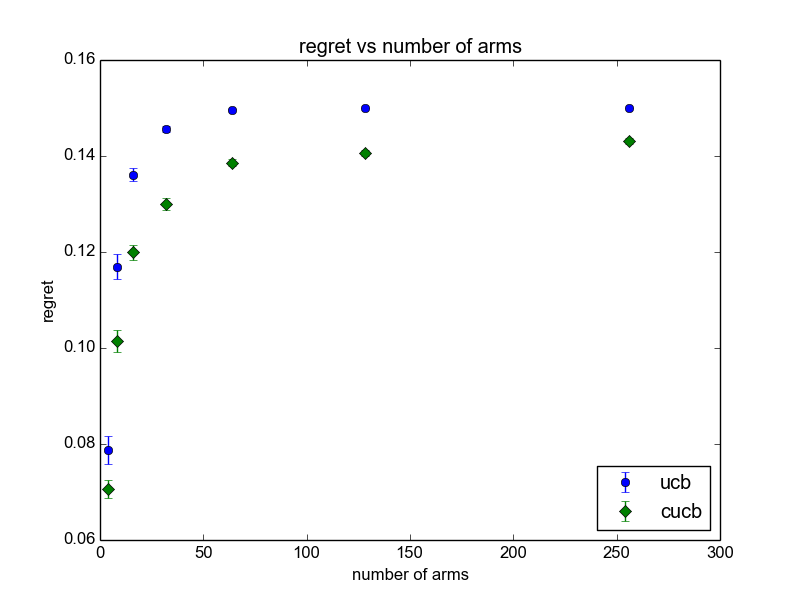 regret vs number of arms
0.16
0.14
0.12
0.10
0.08
0.06
regret
ucb
cucb
0 50 100 150 200 250 300
number of arms